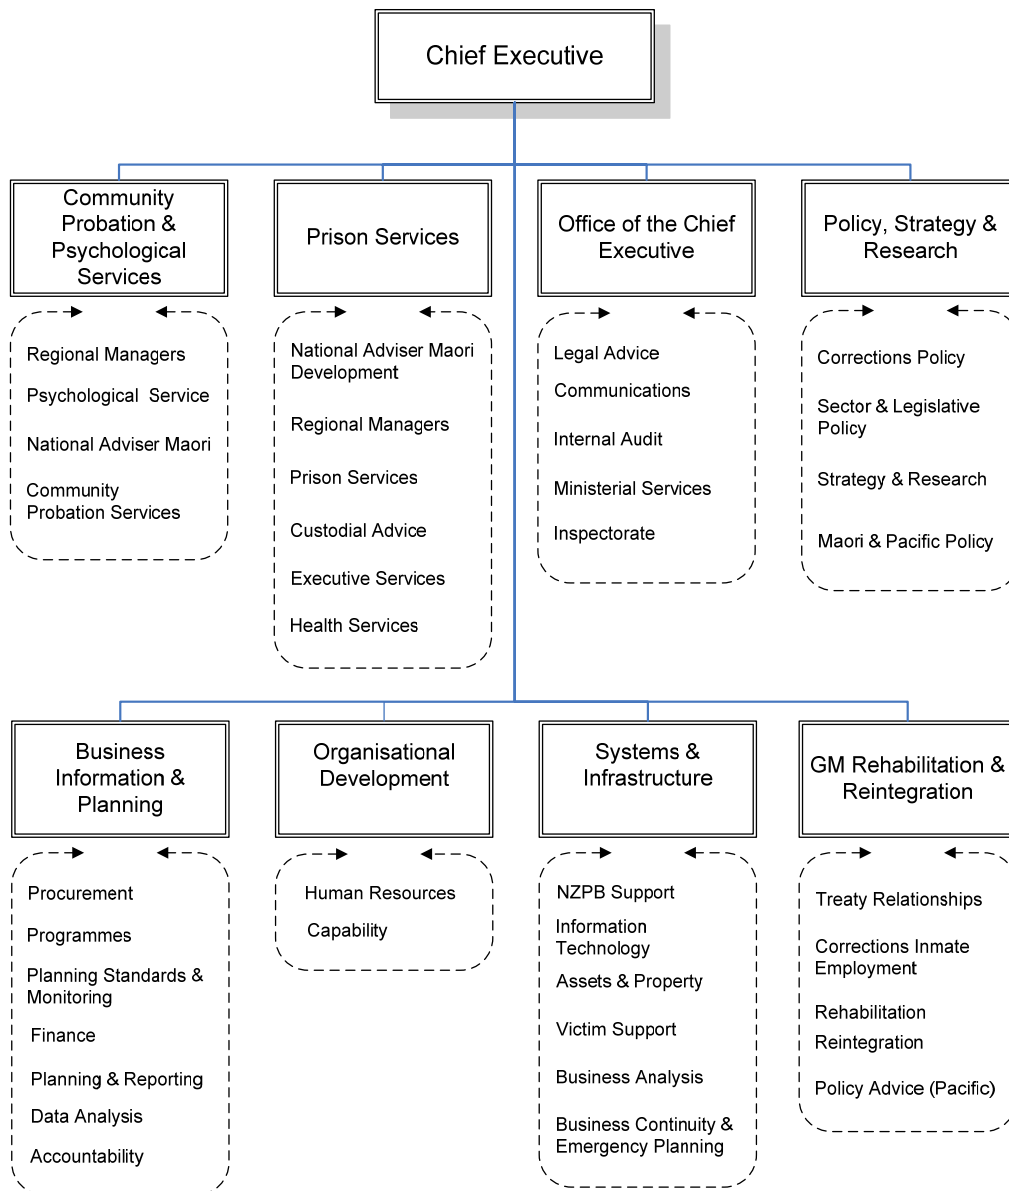 Chief Executive
Community
Probation &
Psychological
Services
Regional Managers
Psychological Service
National Adviser Maori
Community
Probation Services
Prison Services
National Adviser Maori
Development
Regional Managers
Prison Services
Custodial Advice
Executive Services
Health Services
Office of the Chief
Executive
Legal Advice
Communications
Internal Audit
Ministerial Services
Inspectorate
Policy, Strategy &
Research
Corrections Policy
Sector & Legislative
Policy
Strategy & Research
Maori & Pacific Policy
Business
Information &
Planning
Procurement
Programmes
Planning Standards &
Monitoring
Finance
Planning & Reporting
Data Analysis
Accountability
Organisational
Development
Human Resources
Capability
Systems &
Infrastructure
NZPB Support
Information
Technology
Assets & Property
Victim Support
Business Analysis
Business Continuity &
Emergency Planning
GM Rehabilitation &
Reintegration
Treaty Relationships
Corrections Inmate
Employment
Rehabilitation
Reintegration
Policy Advice (Pacific)